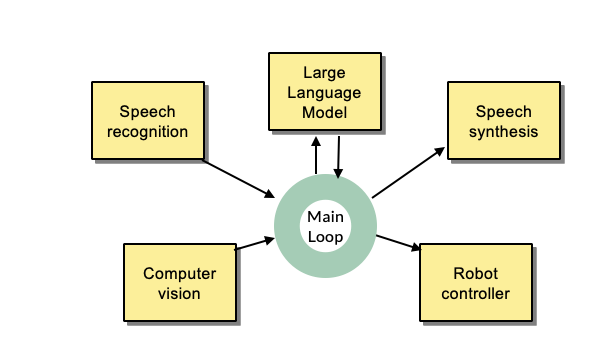 Large
Language
Model
Speech
recognition
Speech
synthesis
Main
Loop
Computer
vision
Robot
controller